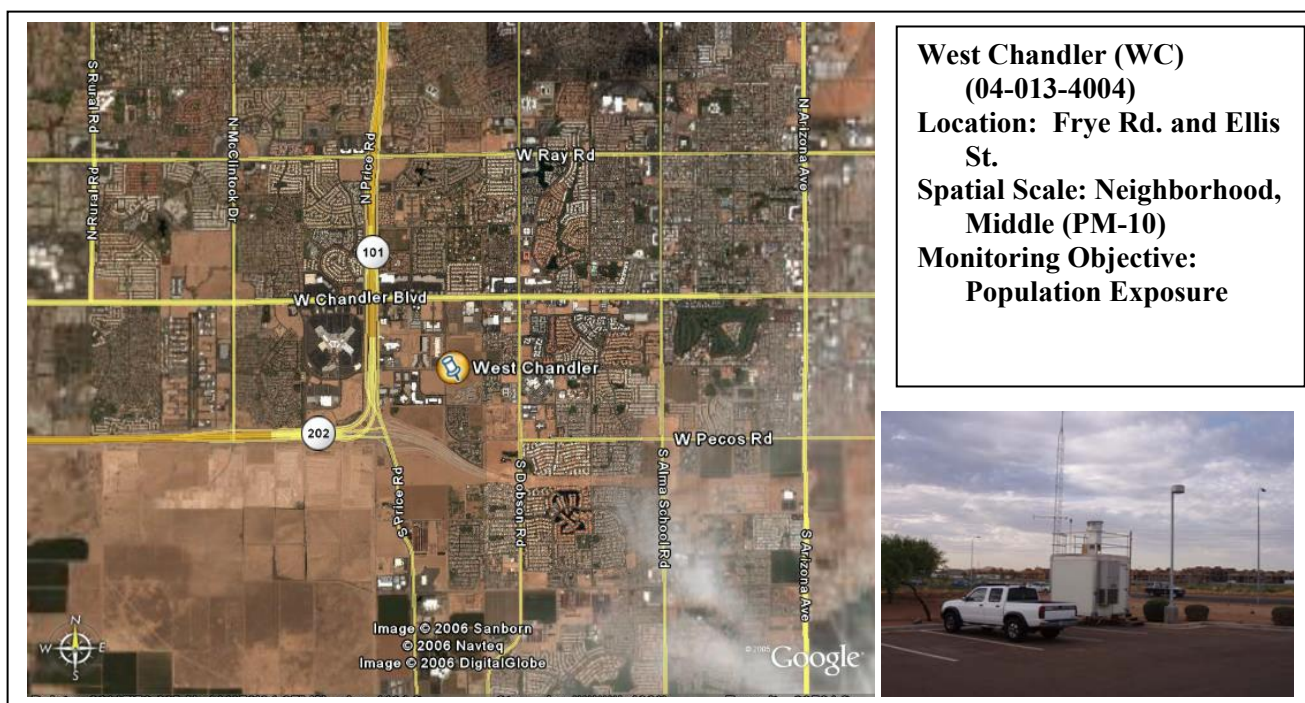 West Chandler (WC)
(04-013-4004)
Location: Frye Rd. and Ellis
St.
Spatial Scale: Neighborhood,
Middle (PM-10)
Monitoring Objective:
Population Exposure
S Rural Rd
N Rural Rd
N McClintock Dr
N Price Rd
W Ray Rd
N Arizona Ave
101
W Chandler Blvd
West Chandler
202
W Pecos Rd
S Price Rd
S Dobson Rd
S Alma School Rd
S Arizona Ave
N
W E
S
Image © 2006 Sanborn
© 2006 Navteq
Image © 2006 DigitalGlobe
© 2005 Google